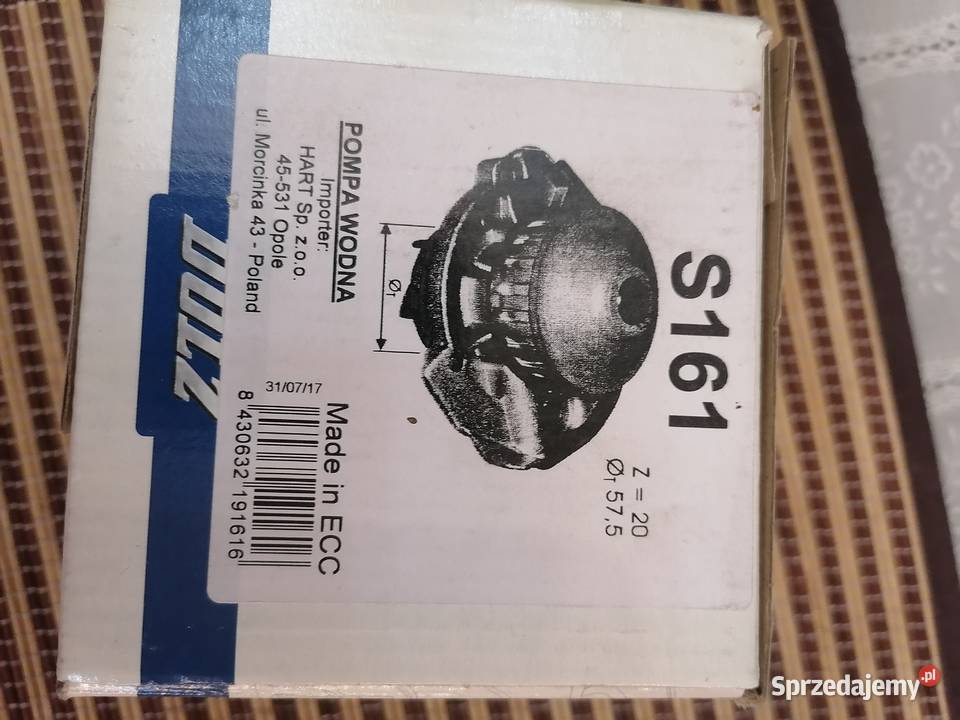 S161
Z = 20
ØT 57,5
ØT
POMPA WODNA
Importer:
HART Sp. z.o.o.
45-531 Opole
ul. Morcinka 43 - Poland
Made in ECC
31/07/17
8 430632 191616
DOLZ
Sprzedajemy.pl